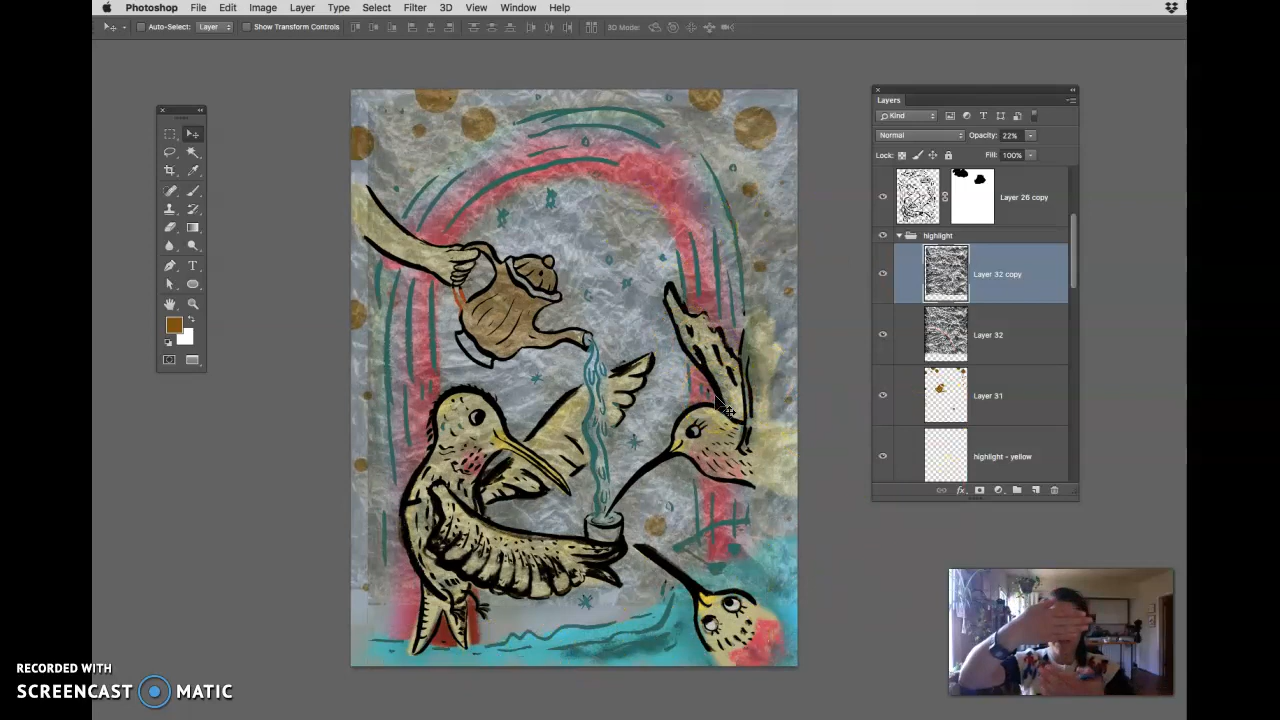 Photoshop File Edit Image Layer Type Select Filter 3D View Window Help
Auto-Select: Layer Show Transform Controls 3D Mode:
Layers
Kind
Normal Opacity: 22%
Lock: Fill: 100%
Layer 26 copy
highlight
Layer 32 copy
Layer 32
Layer 31
highlight - yellow
RECORDED WITH
SCREENCAST MATIC